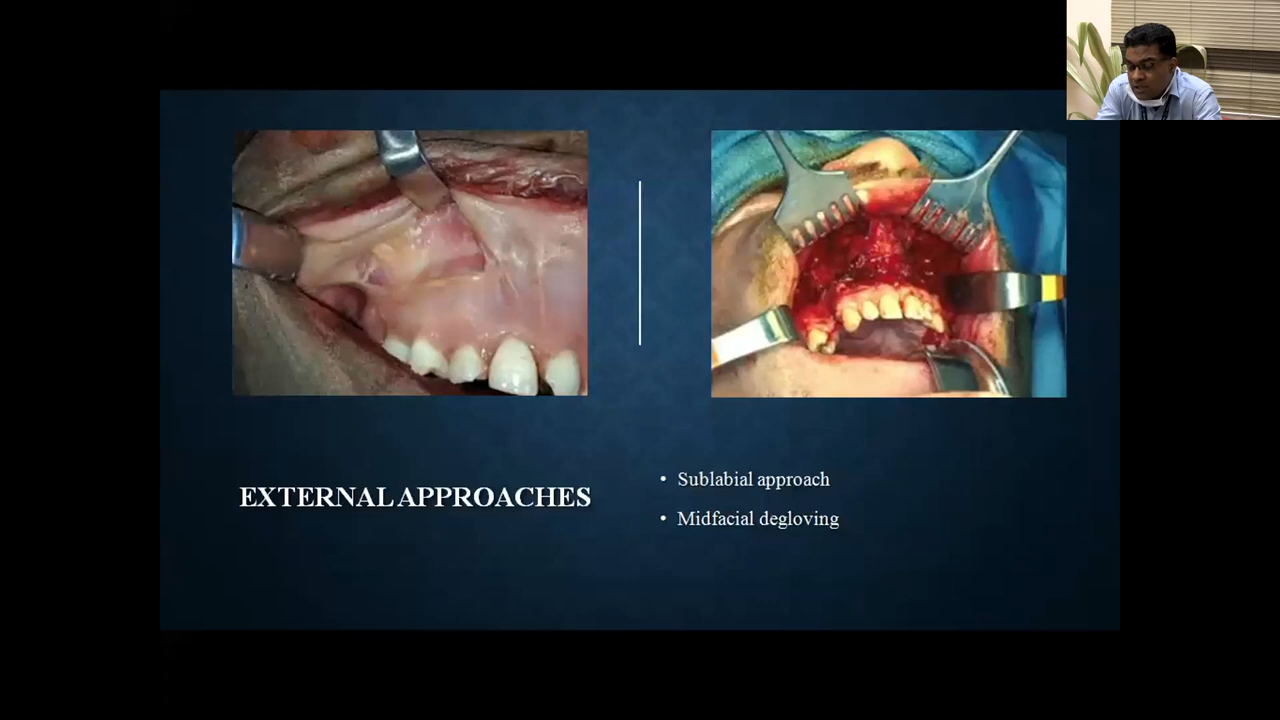 EXTERNAL APPROACHES
• Sublabial approach
• Midfacial degloving